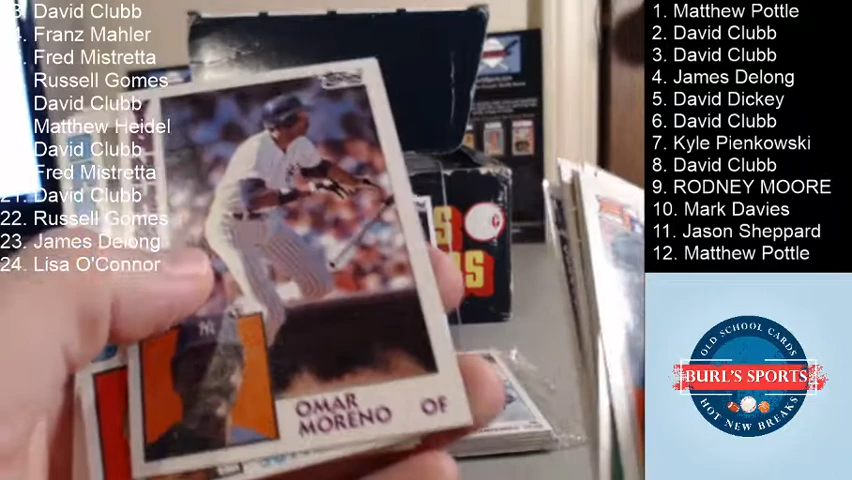 David Clubb
Franz Mahler
Fred Mistretta
Russell Gomes
David Clubb
Matthew Heidel
David Clubb
Fred Mistretta
21. David Clubb
22. Russell Gomes
23. James Delong
24. Lisa O'Connor
OMAR
MORENO OF
1. Matthew Pottle
2. David Clubb
3. David Clubb
4. James Delong
5. David Dickey
6. David Clubb
7. Kyle Pienkowski
8. David Clubb
9. RODNEY MOORE
10. Mark Davies
11. Jason Sheppard
12. Matthew Pottle
OLD SCHOOL CARDS
BURL'S SPORTS
HOT NEW BREAKS